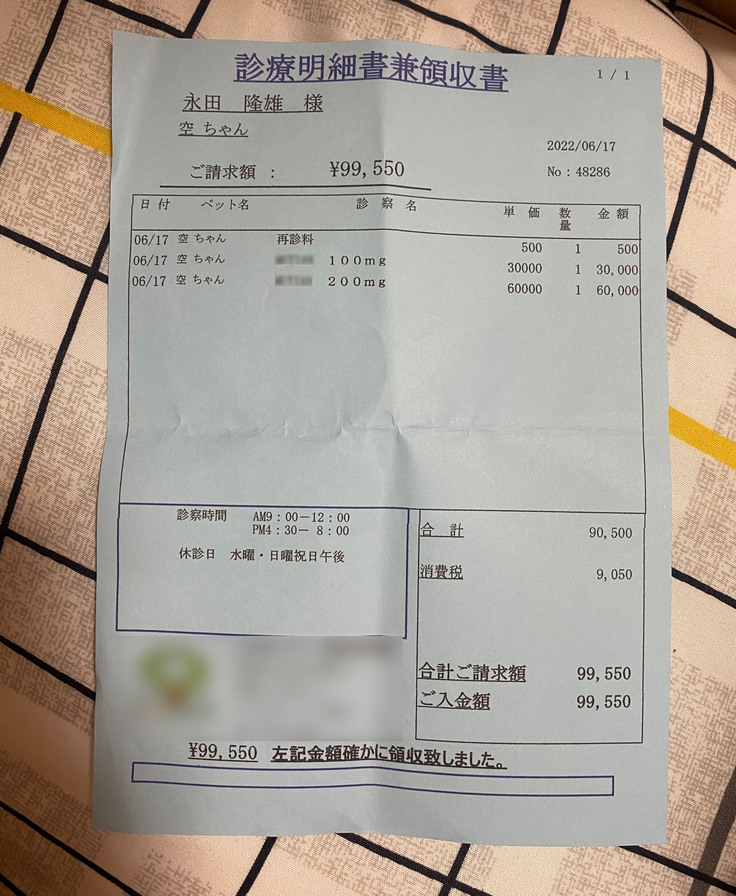 診療明細書兼領収書
1 / 1
永田 隆雄 様
空 ちゃん
2022/06/17
ご請求額 : ¥99,550
No:48286
日付 ペット名 診察名 単価 数量 金額
06/17 空 ちゃん 再診料 500 1 500
06/17 空 ちゃん 100mg 30000 1 30,000
06/17 空 ちゃん 200mg 60000 1 60,000
診察時間 AM9:00-12:00
PM4:30- 8:00
休診日 水曜・日曜祝日午後
合 計 90,500
消費税 9,050
合計ご請求額 99,550
ご入金額 99,550
¥99,550 左記金額確かに領収致しました。